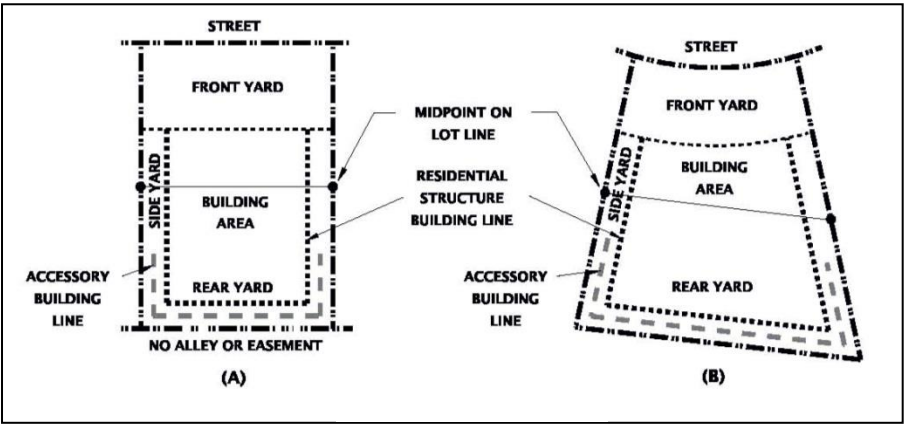 STREET
FRONT YARD
SIDE YARD
BUILDING
AREA
REAR YARD
ACCESSORY
BUILDING
LINE
NO ALLEY OR EASEMENT
(A)
MIDPOINT ON
LOT LINE
RESIDENTIAL
STRUCTURE
BUILDING LINE
STREET
FRONT YARD
SIDE YARD
BUILDING
AREA
REAR YARD
ACCESSORY
BUILDING
LINE
(B)